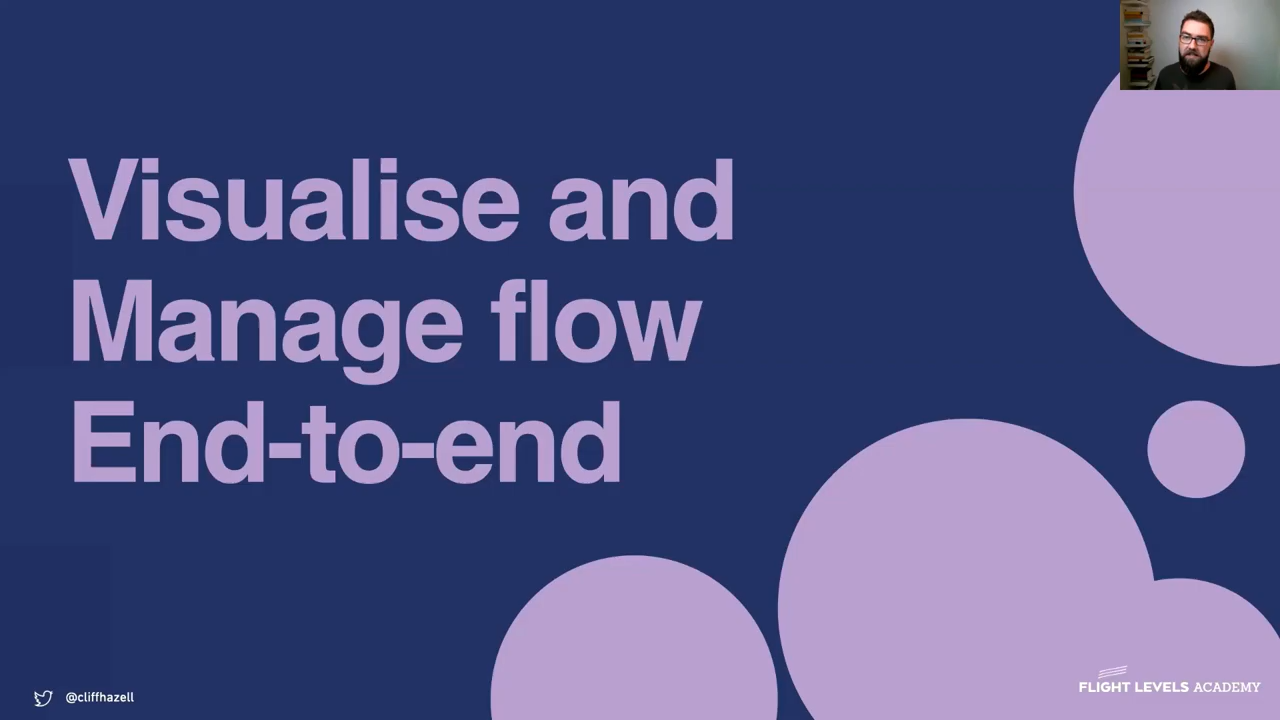 Visualise and
Manage flow
End-to-end
@cliffhazell
FLIGHT LEVELS ACADEMY